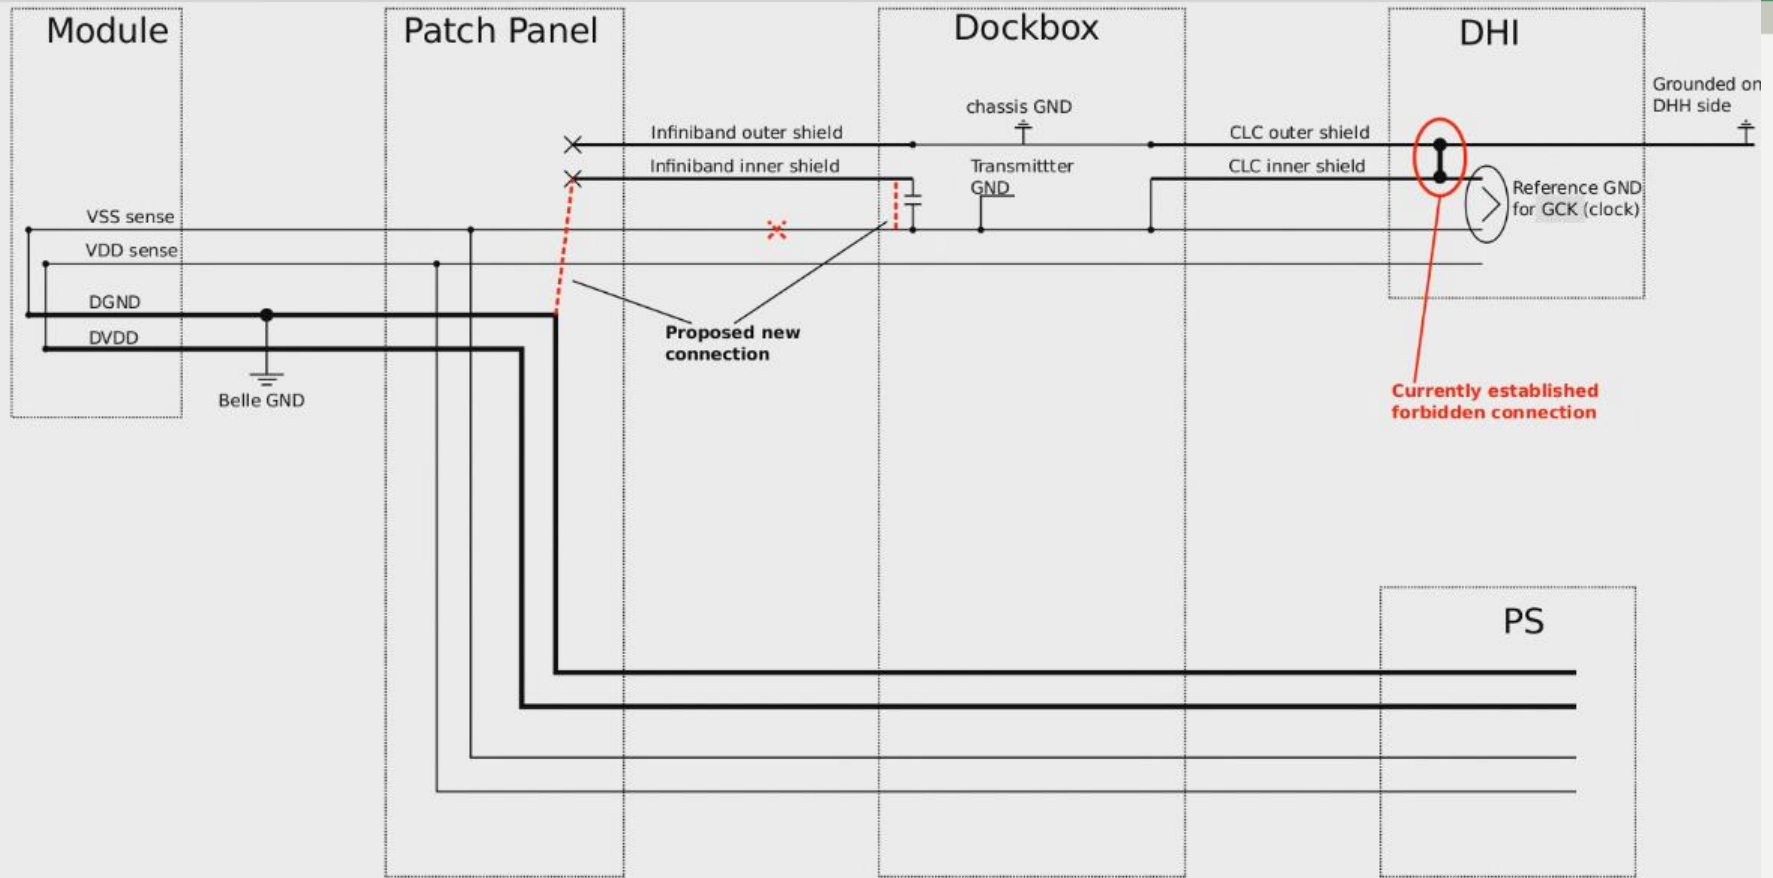 Module
Patch Panel
Dockbox
DHI
Grounded on
DHH side
chassis GND
Infiniband outer shield
CLC outer shield
Infiniband inner shield
Transmittter
GND
CLC inner shield
Reference GND
for GCK (clock)
VSS sense
VDD sense
DGND
DVDD
Belle GND
Proposed new
connection
Currently established
forbidden connection
PS